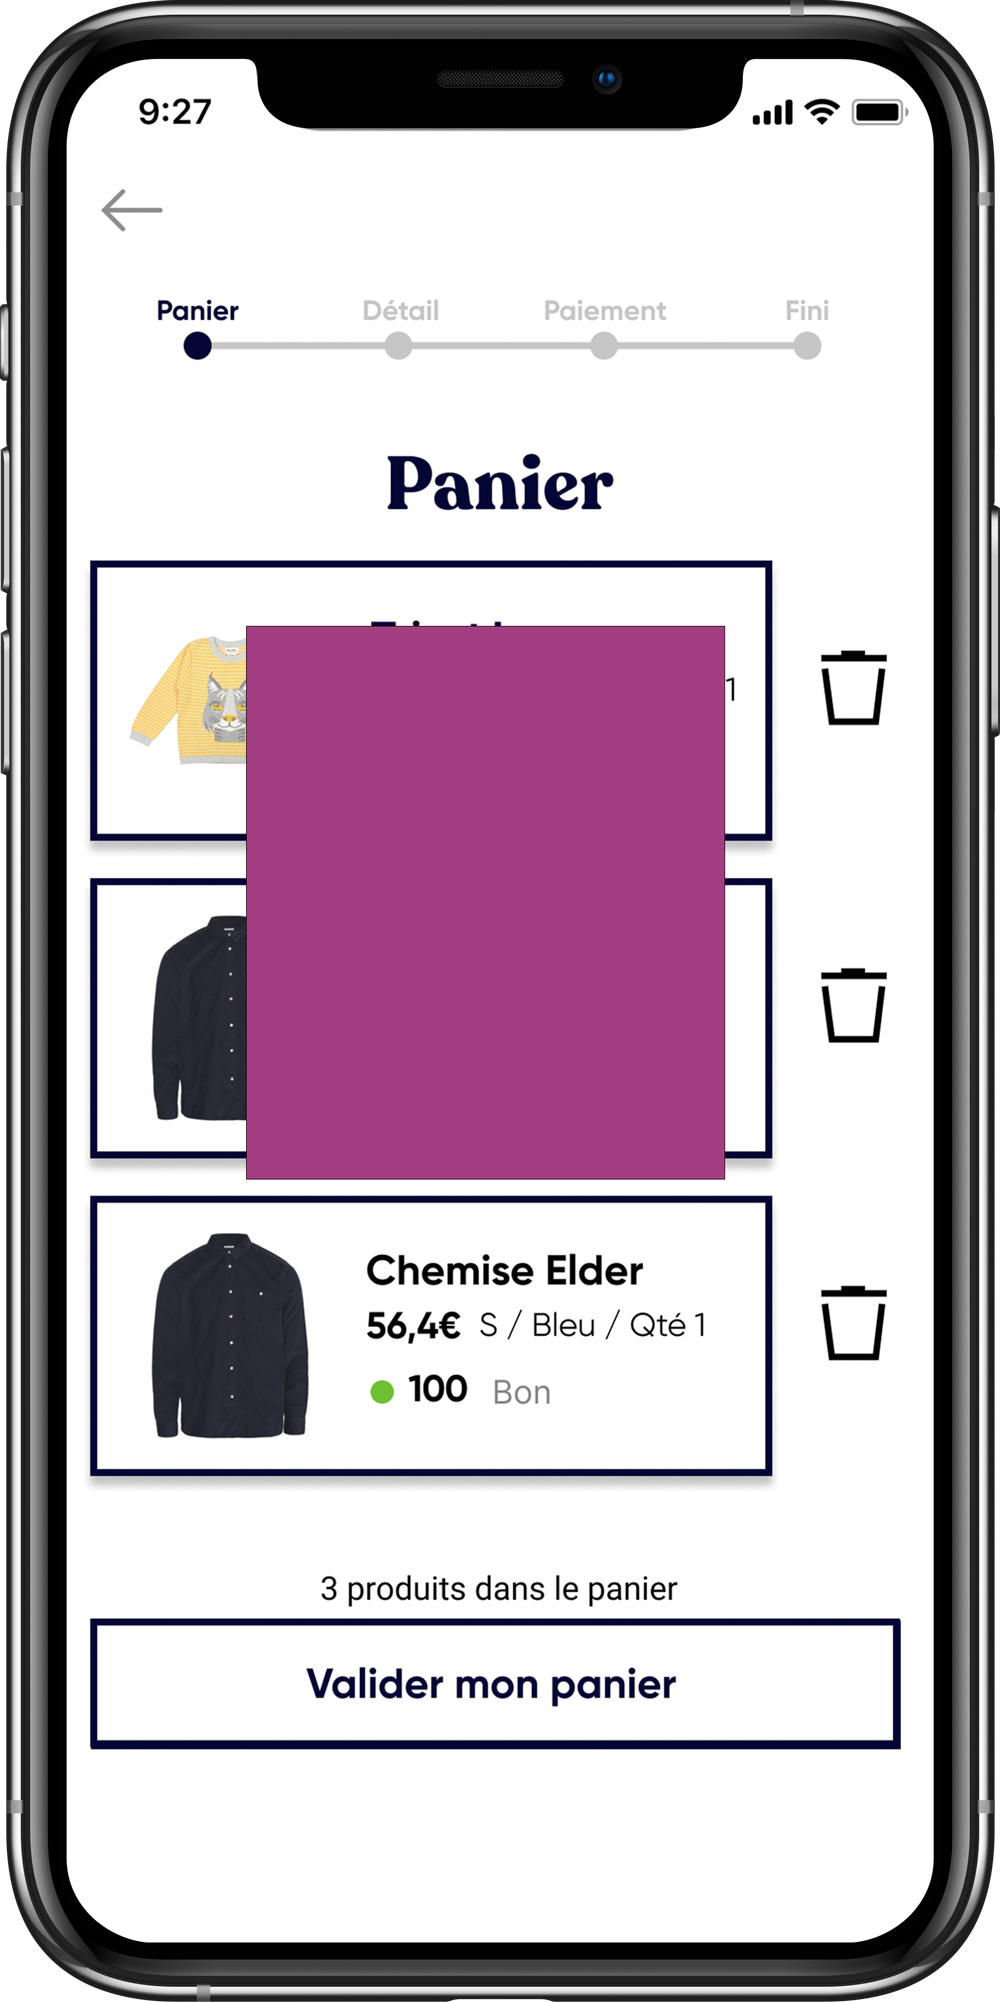 9:27
Panier Détail Paiement Fini
Panier
1
Chemise Elder
56,4€ S / Bleu / Qté 1
100 Bon
3 produits dans le panier
Valider mon panier